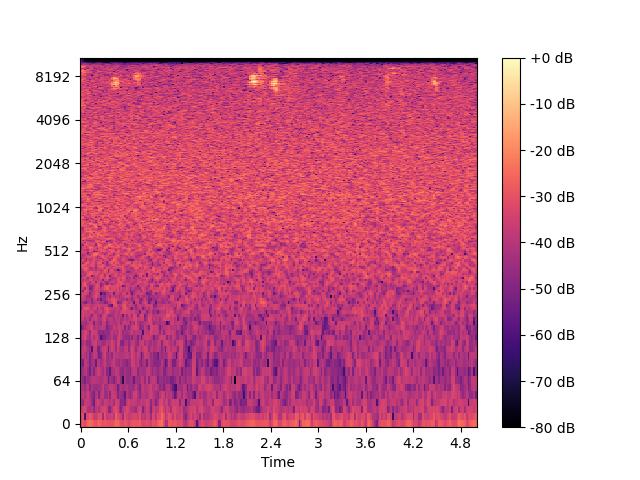 8192
4096
2048
1024
512
256
128
64
0
Hz
0 0.6 1.2 1.8 2.4 3 3.6 4.2 4.8
Time
+0 dB
-10 dB
-20 dB
-30 dB
-40 dB
-50 dB
-60 dB
-70 dB
-80 dB